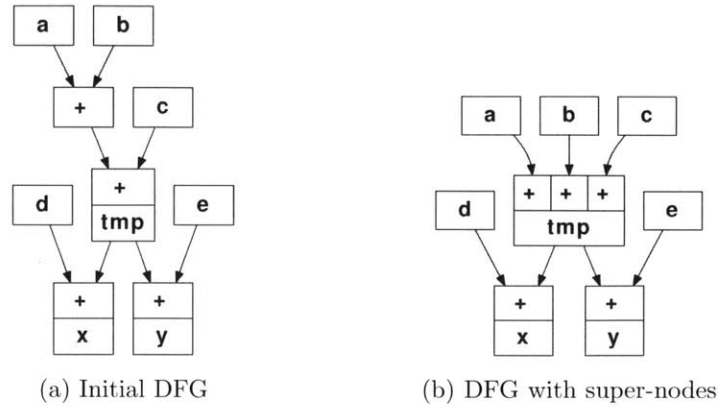 a b
+ c
+
d tmp e
+ +
x y
(a) Initial DFG
a b c
+ + +
d tmp e
+ +
x y
(b) DFG with super-nodes